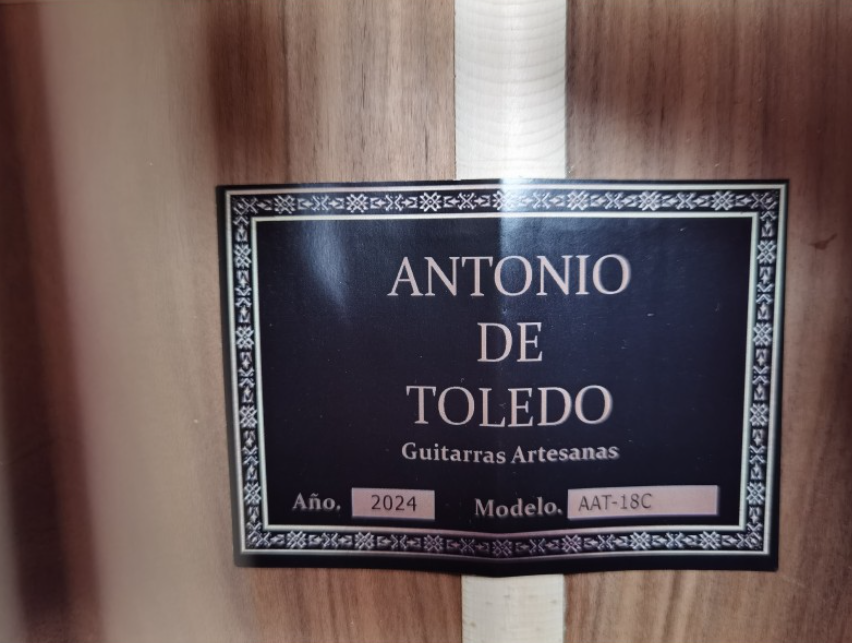 ANTONIO
DE
TOLEDO
Guitarras Artesanas
Año. 2024 Modelo. AAT-18C